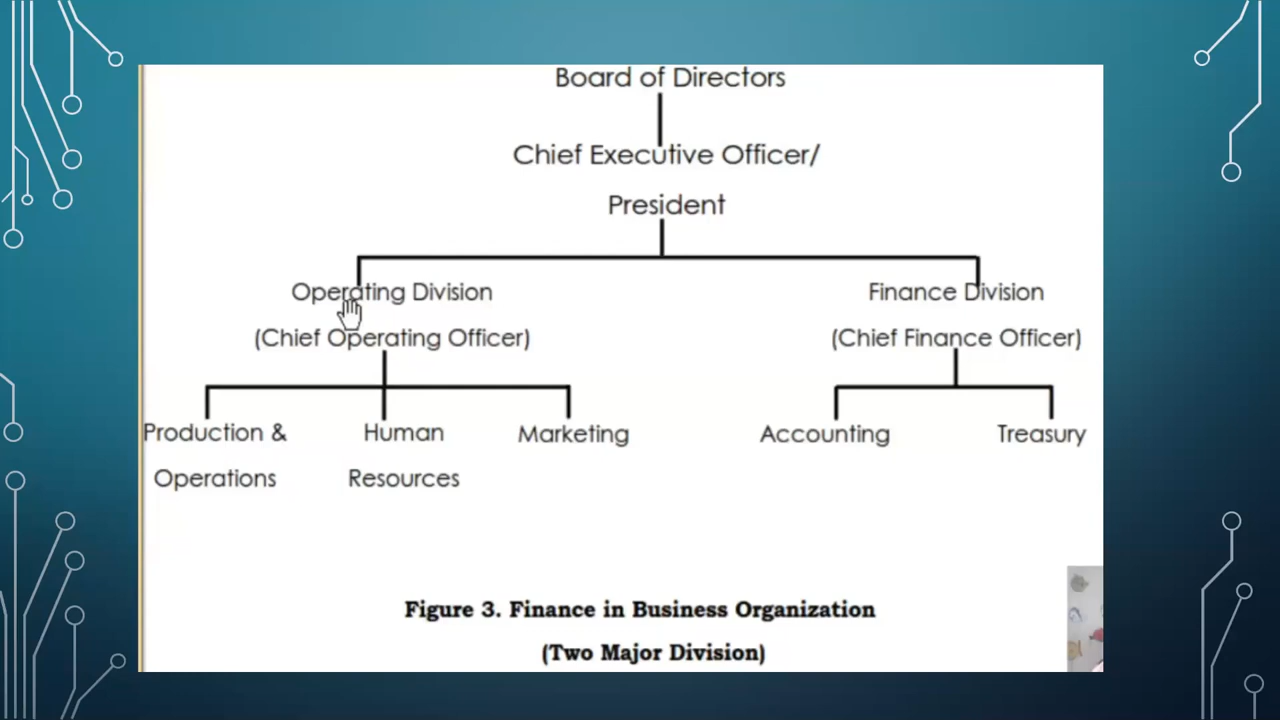 Board of Directors
Chief Executive Officer/
President
Operating Division
Finance Division
(Chief Operating Officer)
(Chief Finance Officer)
Production &
Human
Marketing
Accounting
Treasury
Operations
Resources
Figure 3. Finance in Business Organization
(Two Major Division)